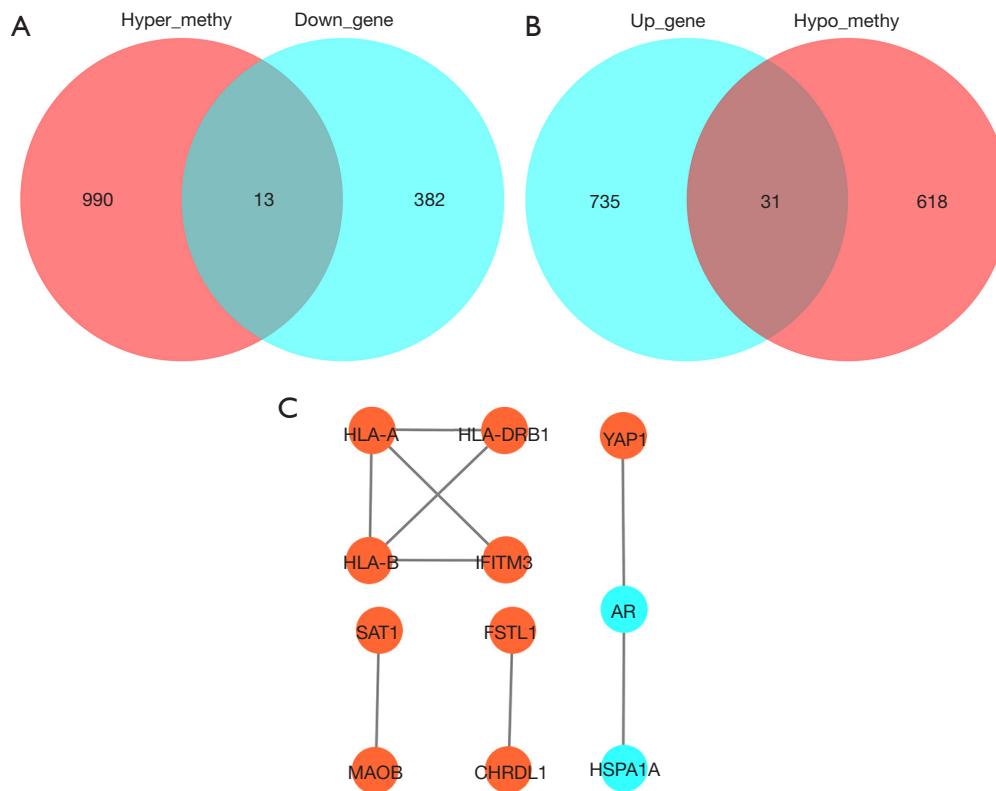 A
Hyper_methy
Down_gene
990
13
382
B
Up_gene
Hypo_methy
735
31
618
C
HLA-A
HLA-DRB1
YAP1
HLA-B
IFITM3
SAT1
FSTL1
AR
MAOB
CHRDL1
HSPA1A